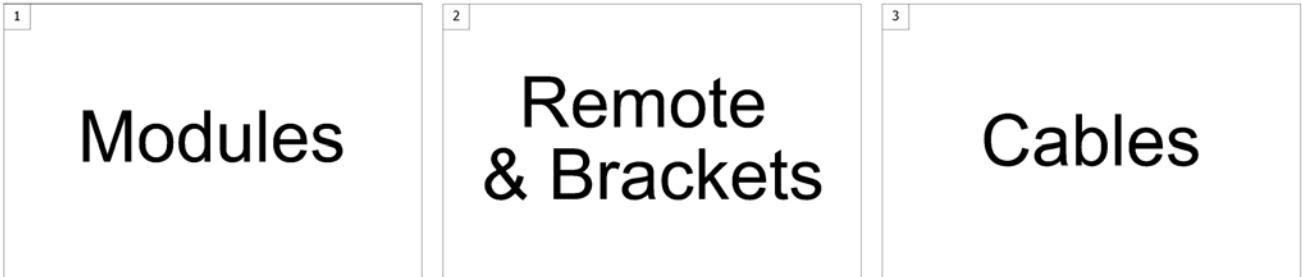 1
Modules
2
Remote
& Brackets
3
Cables